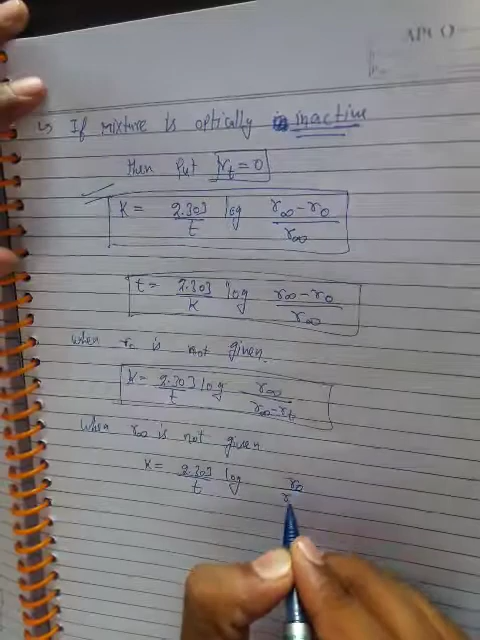 ↳ If mixture is optically inactive
then put r_t = 0
K = 2.303/t log (r∞ - r0)/r∞
t = 2.303/K log (r∞ - r0)/r∞
when r0 is not given.
K = 2.303/t log r∞/(r∞ - rt)
when r∞ is not given
K = 2.303/t log r0/r